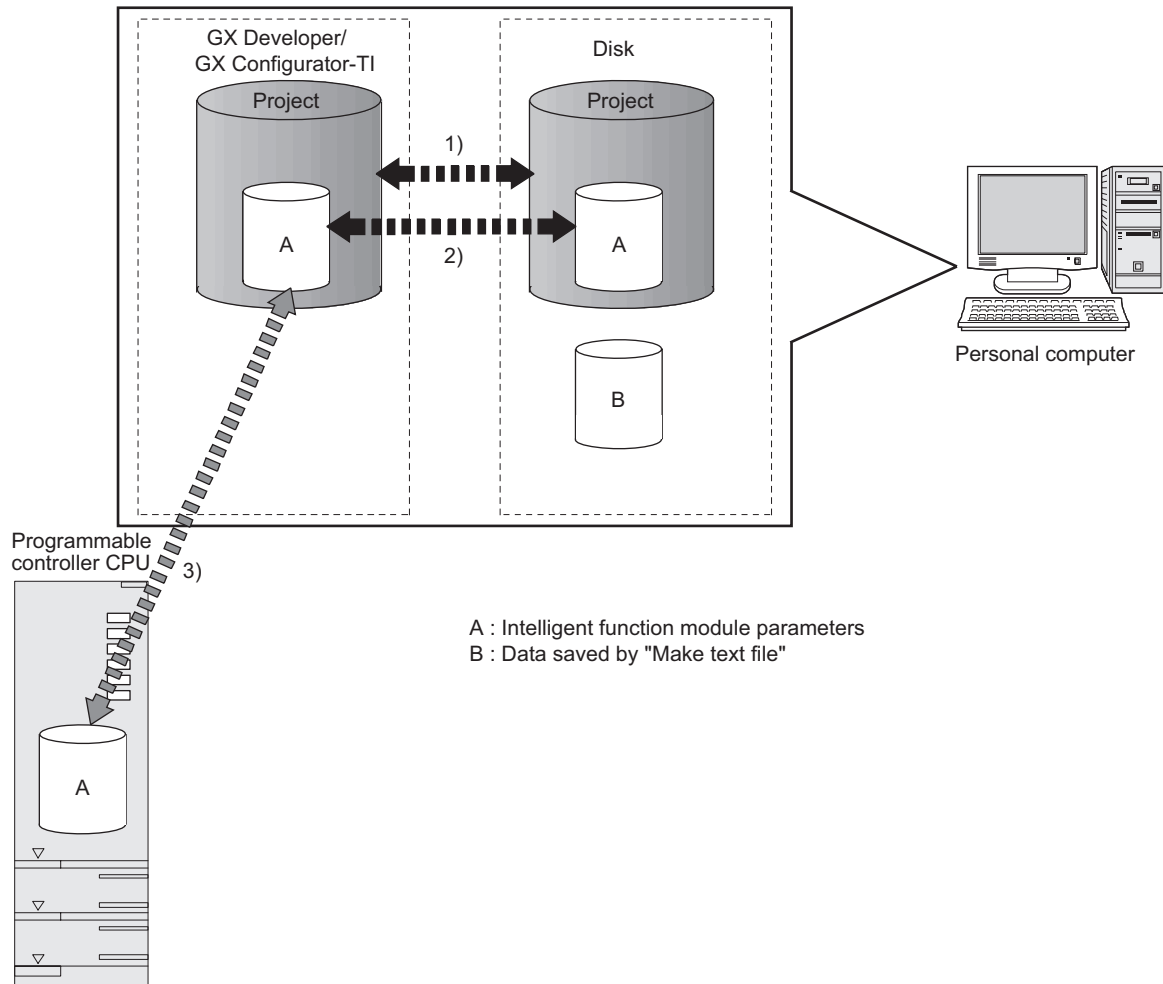 GX Developer/
GX Configurator-TI
Disk
Project
Project
1)
A
A
2)
B
Personal computer
Programmable
controller CPU
3)
A : Intelligent function module parameters
B : Data saved by "Make text file"
A